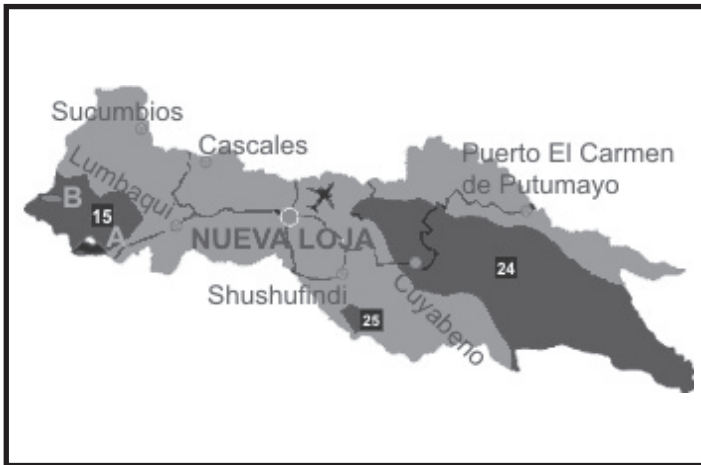 Sucumbios
Cascales
Puerto El Carmen
de Putumayo
Lumbaqui
B
15
A
NUEVA LOJA
24
Shushufindi
Cuyabeno
25